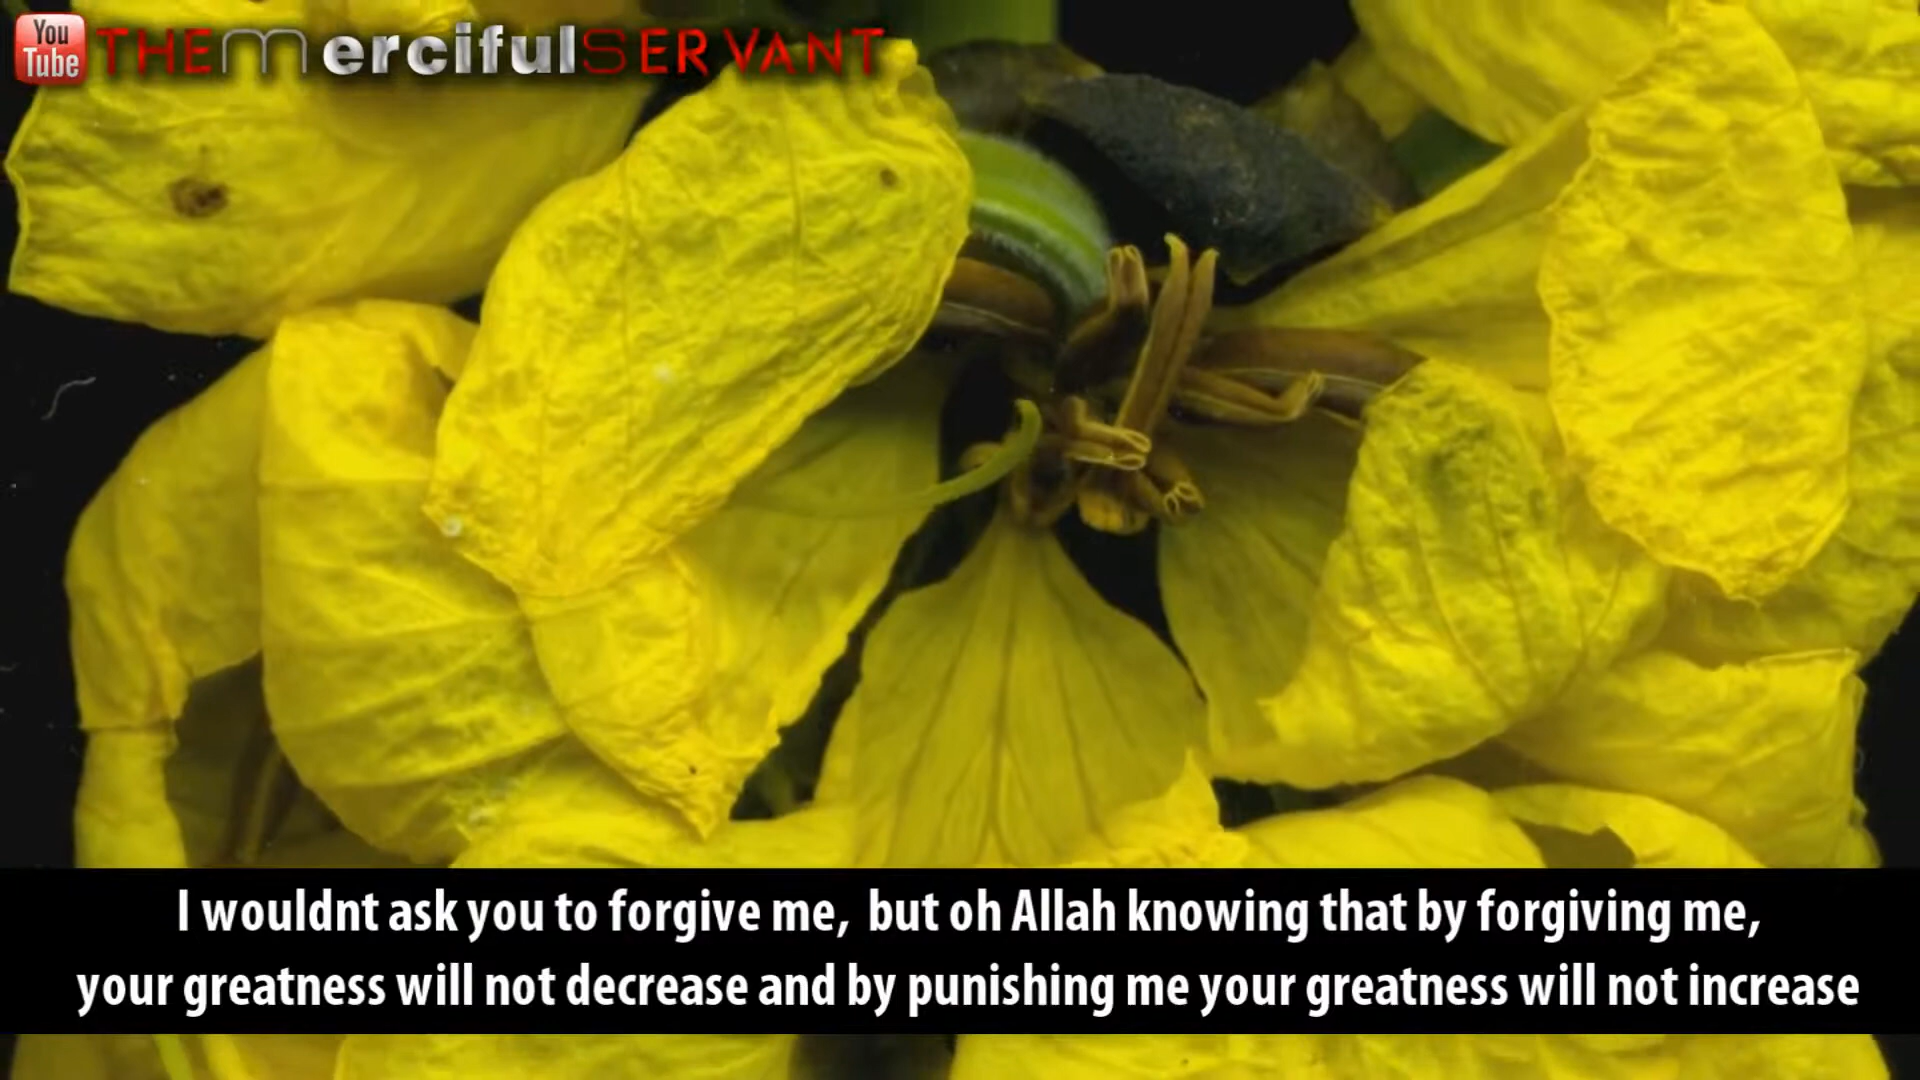 You
Tube
THEmercifulSERVANT
I wouldnt ask you to forgive me, but oh Allah knowing that by forgiving me,
your greatness will not decrease and by punishing me your greatness will not increase